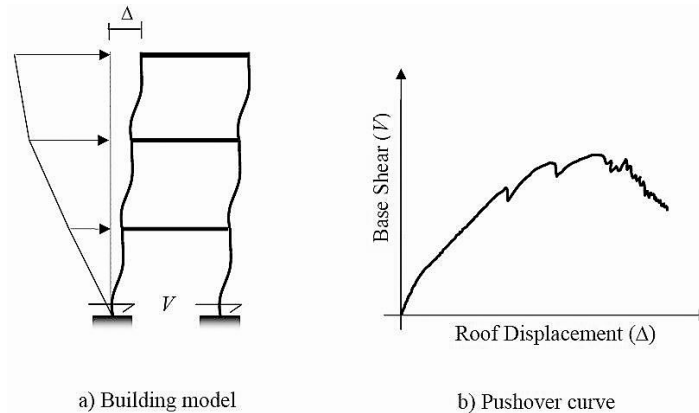 Δ
V
a) Building model
Base Shear (V)
Roof Displacement (Δ)
b) Pushover curve